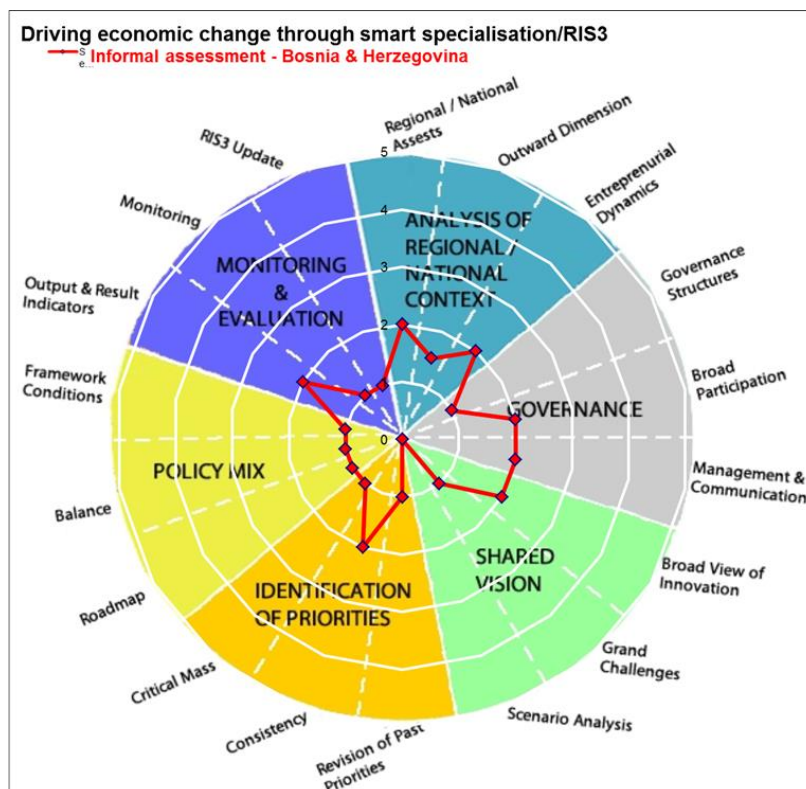 Driving economic change through smart specialisation/RIS3
S
e...
Informal assessment - Bosnia & Herzegovina
Regional / National
Assests
Outward Dimension
Entreprenurial
Dynamics
Governance
Structures
Broad
Participation
Management &
Communication
Broad View of
Innovation
Grand
Challenges
Scenario Analysis
Revision of Past
Priorities
Consistency
Critical Mass
Roadmap
Balance
Framework
Conditions
Output & Result
Indicators
Monitoring
RIS3 Update
5
4
3
2
0
ANALYSIS OF
REGIONAL /
NATIONAL
CONTEXT
GOVERNANCE
SHARED
VISION
IDENTIFICATION
OF PRIORITIES
POLICY MIX
MONITORING
&
EVALUATION